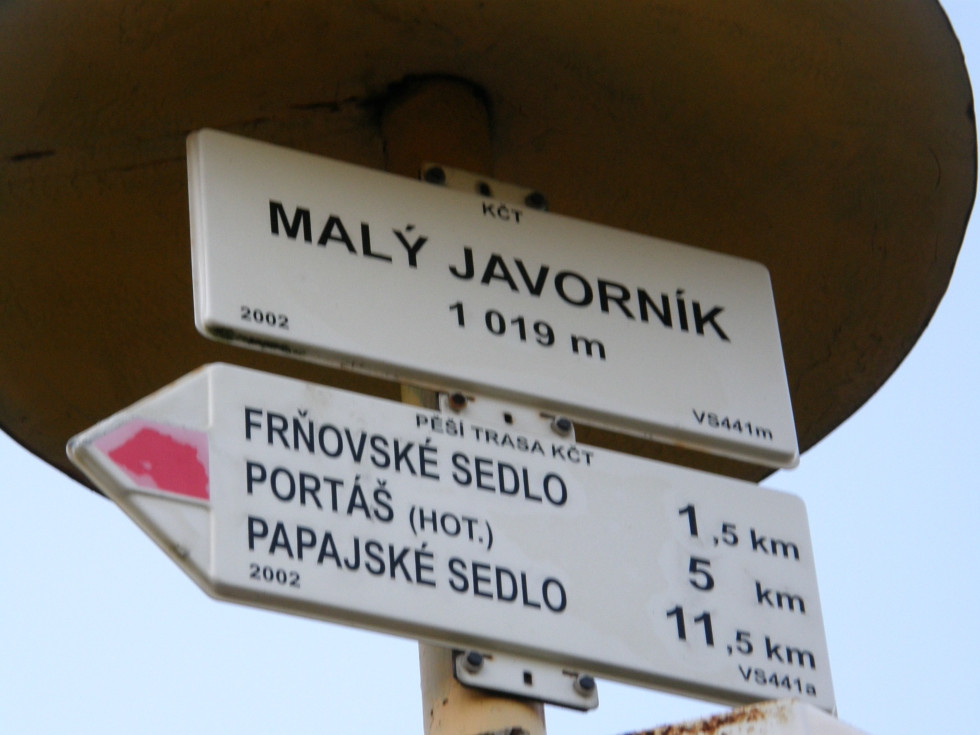 KČT
MALÝ JAVORNÍK
1 019 m
2002
VS441m
PĚŠÍ TRASA KČT
FRŇOVSKÉ SEDLO 1,5 km
PORTÁŠ (HOT.) 5 km
PAPAJSKÉ SEDLO 11,5 km
2002
VS441a